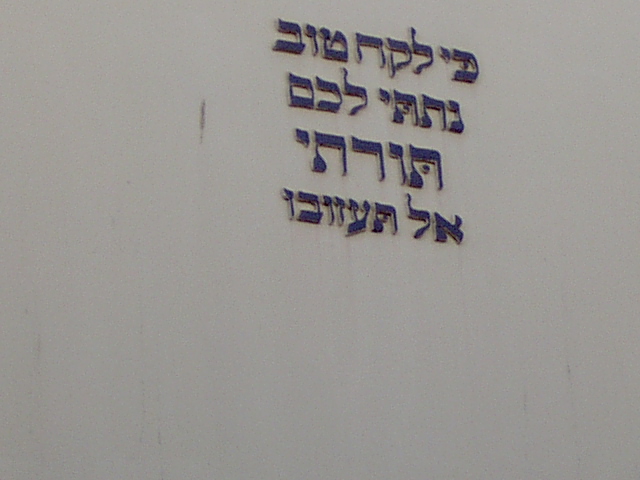 כי לקח טוב
נתתי לכם
תורתי
אל תעזובו